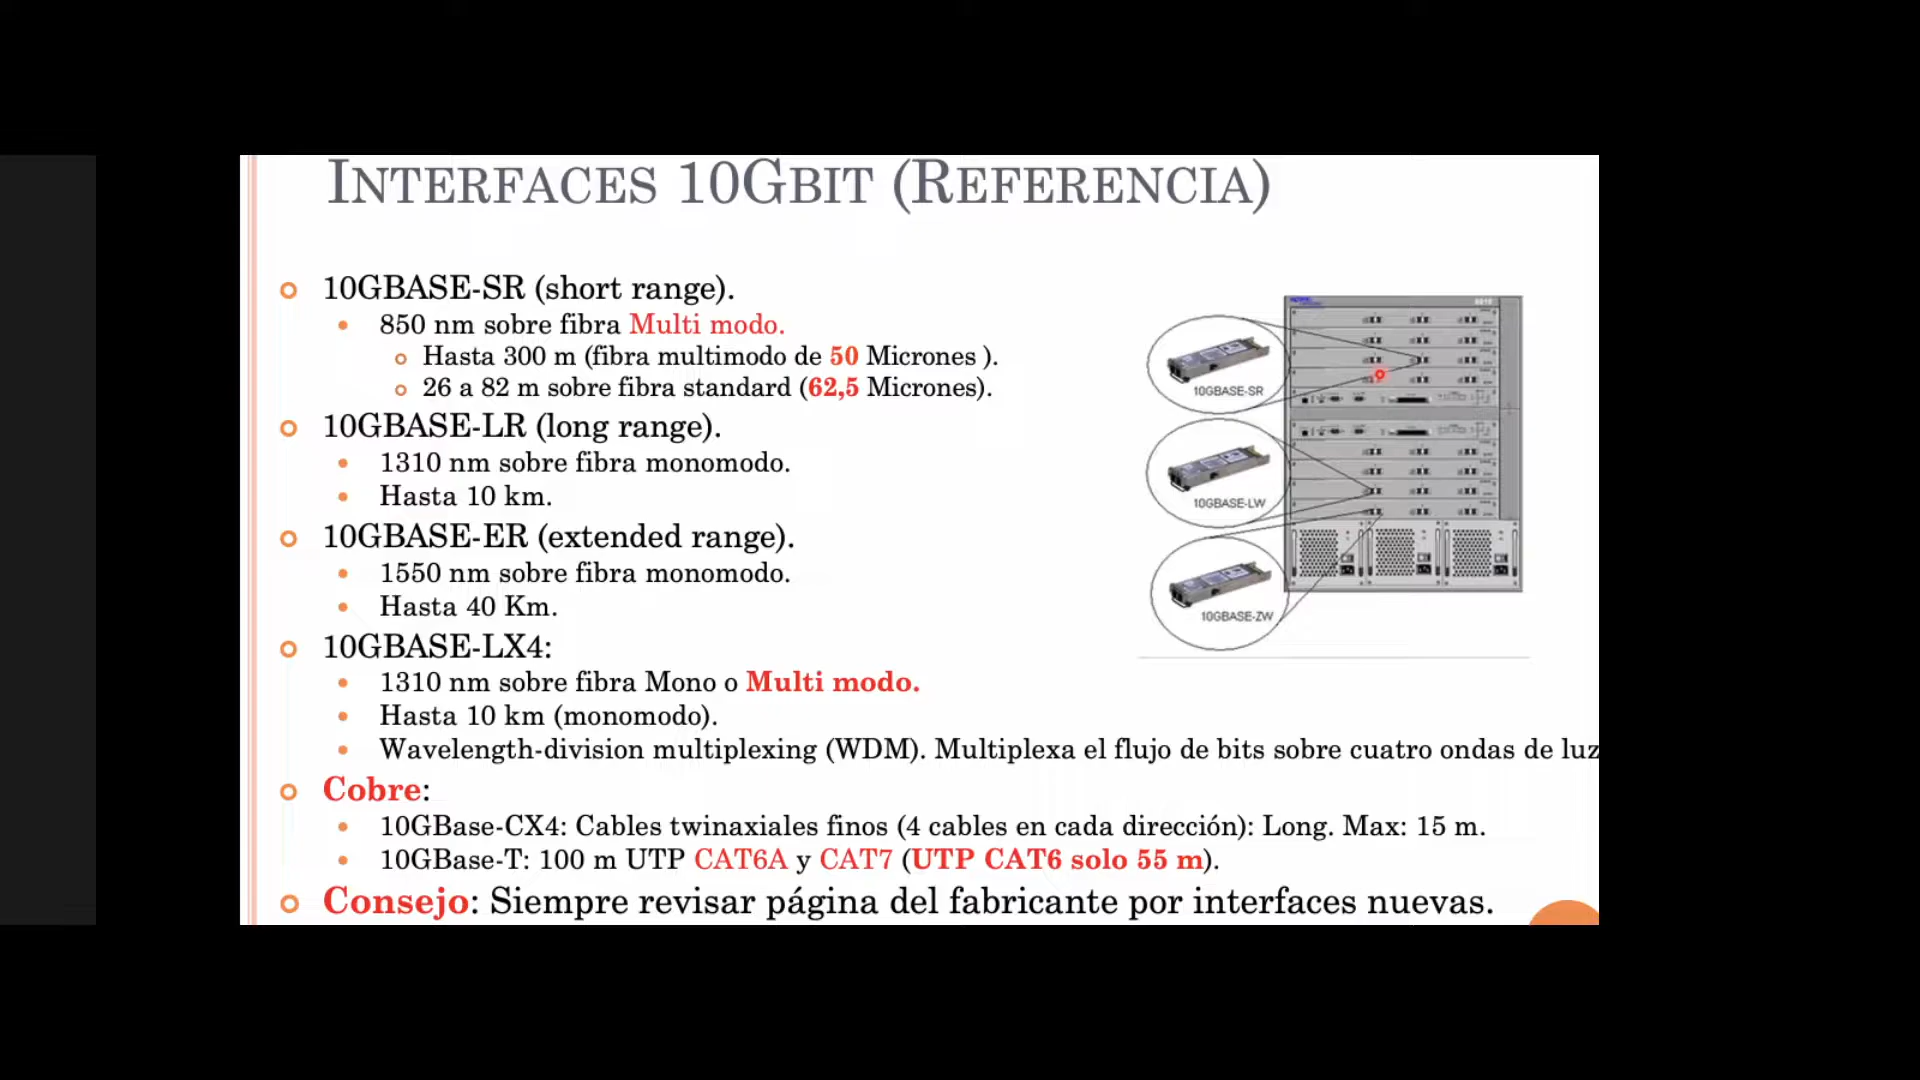 INTERFACES 10GBIT (REFERENCIA)
10GBASE-SR (short range).
850 nm sobre fibra Multi modo.
Hasta 300 m (fibra multimodo de 50 Micrones ).
26 a 82 m sobre fibra standard (62,5 Micrones).
10GBASE-LR (long range).
1310 nm sobre fibra monomodo.
Hasta 10 km.
10GBASE-ER (extended range).
1550 nm sobre fibra monomodo.
Hasta 40 Km.
10GBASE-LX4:
1310 nm sobre fibra Mono o Multi modo.
Hasta 10 km (monomodo).
Wavelength-division multiplexing (WDM). Multiplexa el flujo de bits sobre cuatro ondas de luz
Cobre:
10GBase-CX4: Cables twinaxiales finos (4 cables en cada dirección): Long. Max: 15 m.
10GBase-T: 100 m UTP CAT6A y CAT7 (UTP CAT6 solo 55 m).
Consejo: Siempre revisar página del fabricante por interfaces nuevas.
10GBASE-SR
10GBASE-LW
10GBASE-ZW